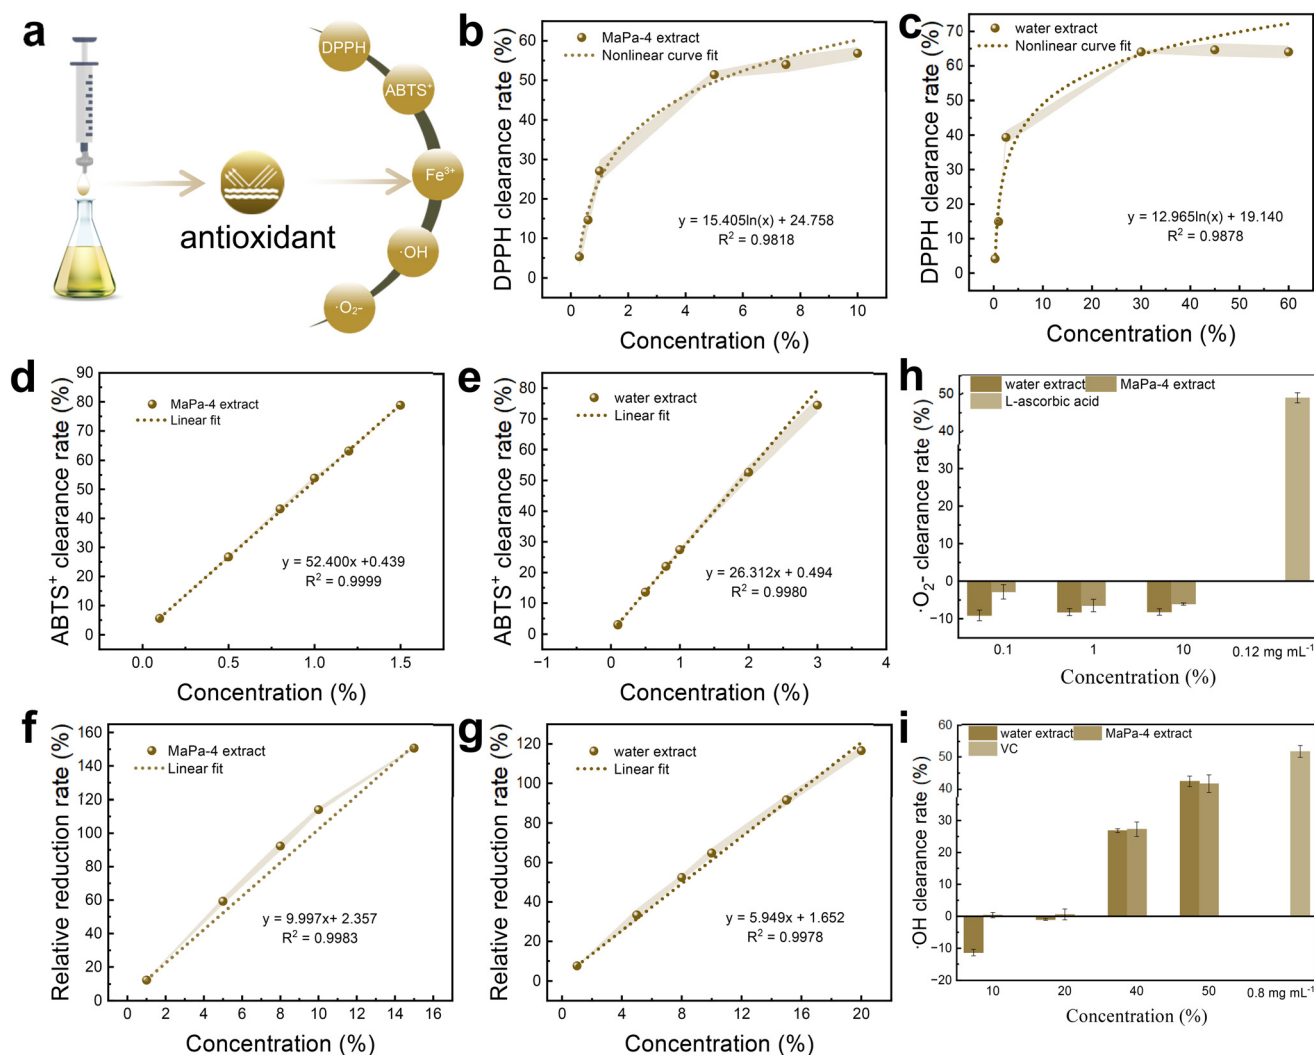 a
DPPH
ABTS⁺
Fe³⁺
·OH
·O₂-
antioxidant
b
DPPH clearance rate (%)
60
50
40
30
20
10
0
MaPa-4 extract
Nonlinear curve fit
y = 15.405ln(x) + 24.758
R² = 0.9818
0 2 4 6 8 10
Concentration (%)
c
DPPH clearance rate (%)
70
60
50
40
30
20
10
0
water extract
Nonlinear curve fit
y = 12.965ln(x) + 19.140
R² = 0.9878
0 10 20 30 40 50 60
Concentration (%)
d
ABTS⁺ clearance rate (%)
90
80
70
60
50
40
30
20
10
0
MaPa-4 extract
Linear fit
y = 52.400x +0.439
R² = 0.9999
0.0 0.5 1.0 1.5
Concentration (%)
e
ABTS⁺ clearance rate (%)
80
70
60
50
40
30
20
10
0
water extract
Linear fit
y = 26.312x + 0.494
R² = 0.9980
−1 0 1 2 3 4
Concentration (%)
h
·O₂- clearance rate (%)
50
40
30
20
10
0
−10
water extract MaPa-4 extract
L-ascorbic acid
0.1 1 10 0.12 mg mL⁻¹
Concentration (%)
f
Relative reduction rate (%)
160
140
120
100
80
60
40
20
0
MaPa-4 extract
Linear fit
y = 9.997x+ 2.357
R² = 0.9983
0 2 4 6 8 10 12 14 16
Concentration (%)
g
Relative reduction rate (%)
120
100
80
60
40
20
0
water extract
Linear fit
y = 5.949x + 1.652
R² = 0.9978
0 4 8 12 16 20
Concentration (%)
i
·OH clearance rate (%)
60
50
40
30
20
10
0
−10
−20
water extract MaPa-4 extract
VC
10 20 40 50 0.8 mg mL⁻¹
Concentration (%)